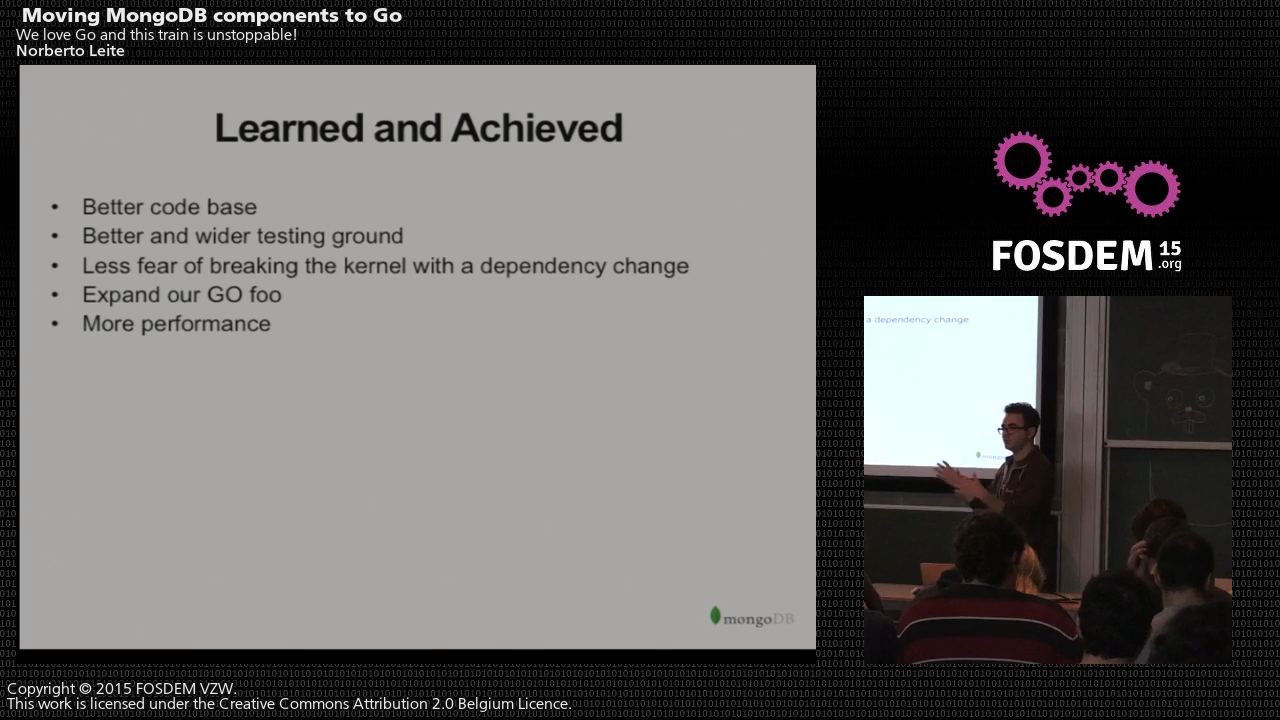 Moving MongoDB components to Go
We love Go and this train is unstoppable!
Norberto Leite
Learned and Achieved
• Better code base
• Better and wider testing ground
• Less fear of breaking the kernel with a dependency change
• Expand our GO foo
• More performance
mongoDB
FOSDEM 15
.org
a dependency change
Copyright © 2015 FOSDEM VZW.
This work is licensed under the Creative Commons Attribution 2.0 Belgium Licence.